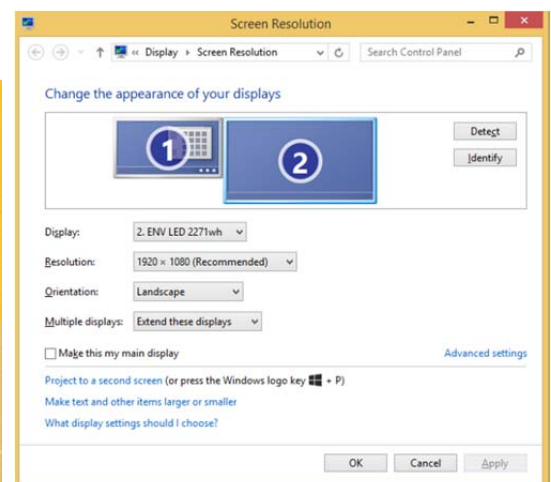 Screen Resolution
« Display ▸ Screen Resolution
Search Control Panel
Change the appearance of your displays
1
2
Detect
Identify
Display: 2. ENV LED 2271wh
Resolution: 1920 × 1080 (Recommended)
Orientation: Landscape
Multiple displays: Extend these displays
Make this my main display
Advanced settings
Project to a second screen (or press the Windows logo key + P)
Make text and other items larger or smaller
What display settings should I choose?
OK Cancel Apply